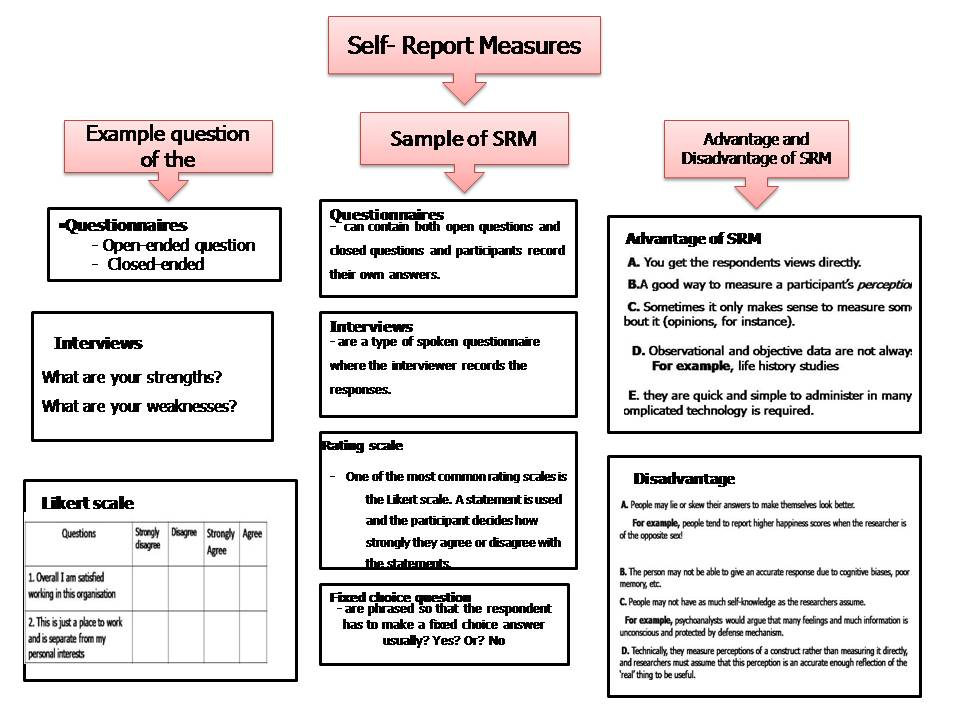 Self- Report Measures
Example question
of the
-Questionnaires
- Open-ended question
- Closed-ended
Interviews
What are your strengths?
What are your weaknesses?
Likert scale
Questions
Strongly
disagree
Disagree
Strongly
Agree
Agree
1. Overall I am satisfied
working in this organisation
2. This is just a place to work
and is separate from my
personal interests
Sample of SRM
Questionnaires
- can contain both open questions and
closed questions and participants record
their own answers.
Interviews
- are a type of spoken questionnaire
where the interviewer records the
responses.
Rating scale
- One of the most common rating scales is
the Likert scale. A statement is used
and the participant decides how
strongly they agree or disagree with
the statements.
Fixed choice question
- are phrased so that the respondent
has to make a fixed choice answer
usually? Yes? Or? No
Advantage and
Disadvantage of SRM
Advantage of SRM
A. You get the respondents views directly.
B.A good way to measure a participant's perceptio
C. Sometimes it only makes sense to measure som
bout it (opinions, for instance).
D. Observational and objective data are not alway
For example, life history studies
E. they are quick and simple to administer in many
omplicated technology is required.
Disadvantage
A. People may lie or skew their answers to make themselves look better.
For example, people tend to report higher happiness scores when the researcher is
of the opposite sex!
B. The person may not be able to give an accurate response due to cognitive biases, poor
memory, etc.
C. People may not have as much self-knowledge as the researchers assume.
For example, psychoanalysts would argue that many feelings and much information is
unconscious and protected by defense mechanism.
D. Technically, they measure perceptions of a construct rather than measuring it directly,
and researchers must assume that this perception is an accurate enough reflection of the
'real' thing to be useful.